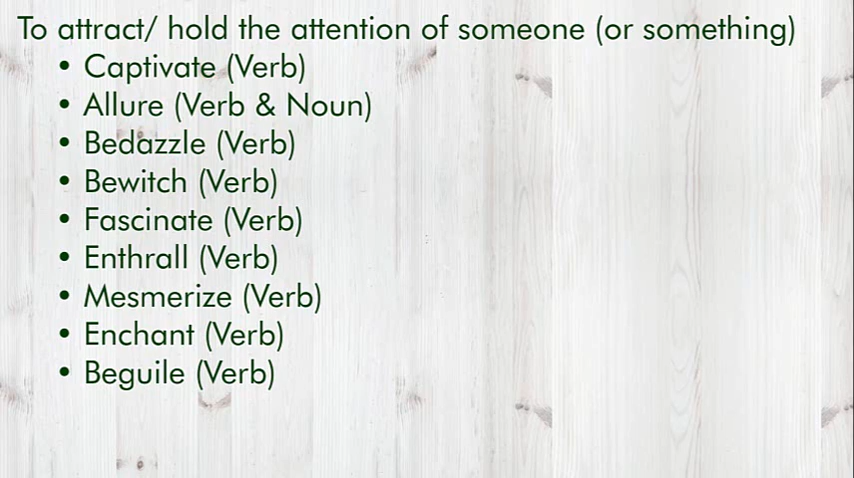 To attract/ hold the attention of someone (or something)
• Captivate (Verb)
• Allure (Verb & Noun)
• Bedazzle (Verb)
• Bewitch (Verb)
• Fascinate (Verb)
• Enthrall (Verb)
• Mesmerize (Verb)
• Enchant (Verb)
• Beguile (Verb)